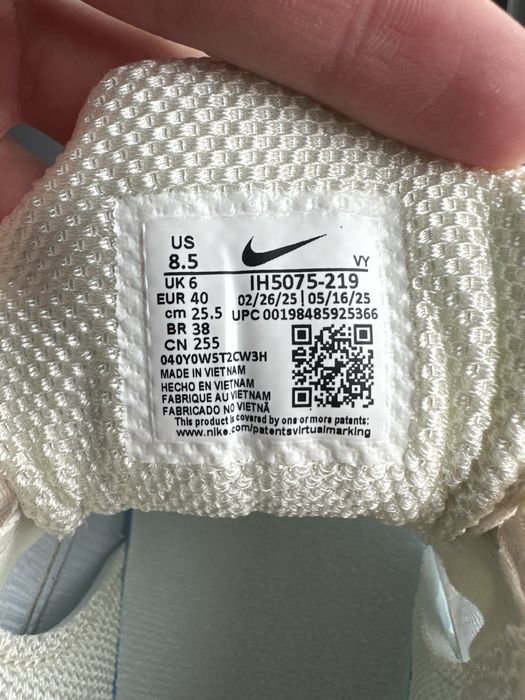 US
8.5
VY
UK 6
IH5075-219
EUR 40
02/26/25 | 05/16/25
cm 25.5
UPC 00198485925366
BR 38
CN 255
040Y0W5T2CW3H
MADE IN VIETNAM
HECHO EN VIETNAM
FABRIQUE AU VIETNAM
FABRICADO NO VIETNÃ
This product is covered by one or more patents:
www.nike.com/patentsvirtualmarking